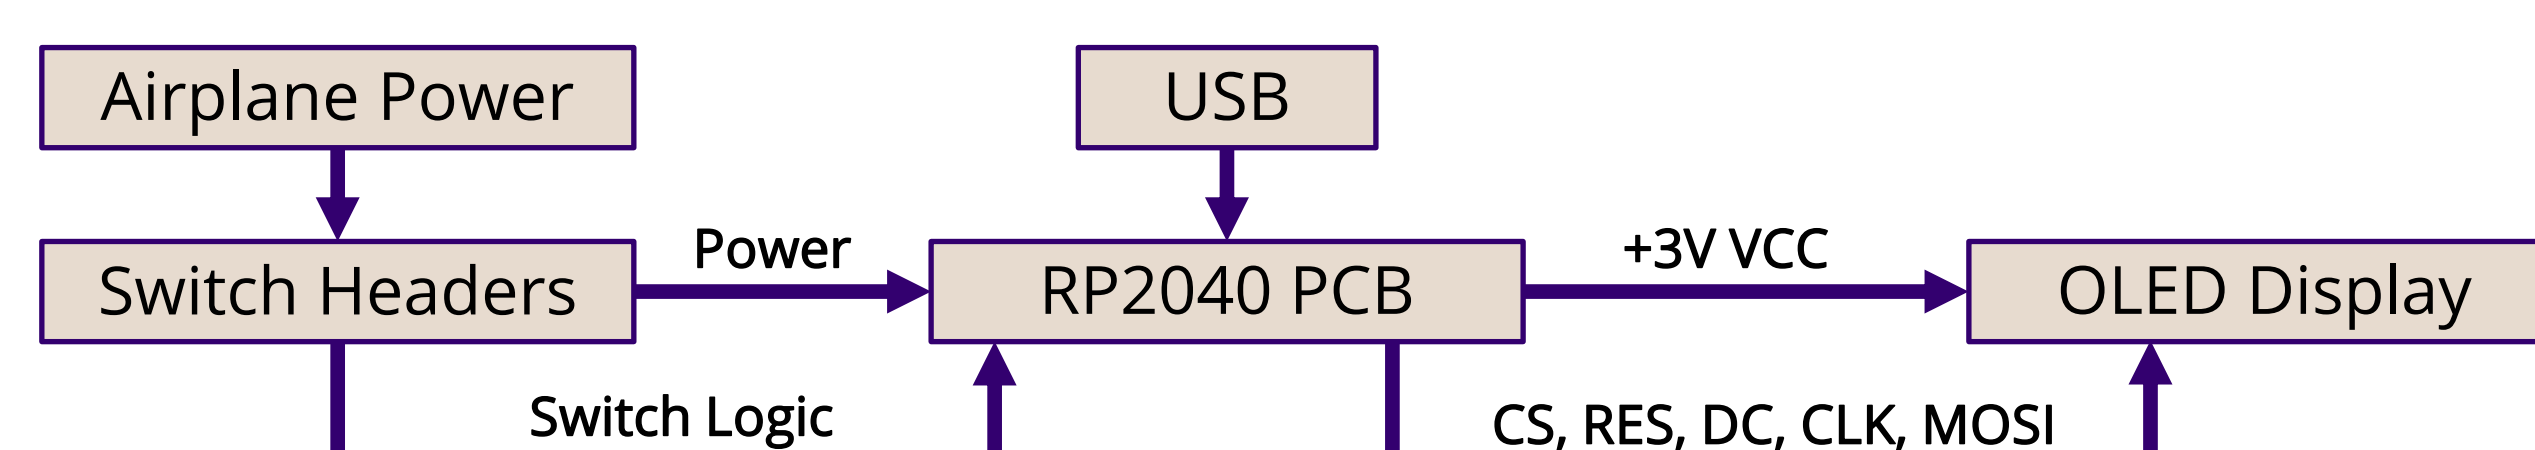 Airplane Power
USB
Switch Headers
Power
RP2040 PCB
+3V VCC
OLED Display
Switch Logic
CS, RES, DC, CLK, MOSI